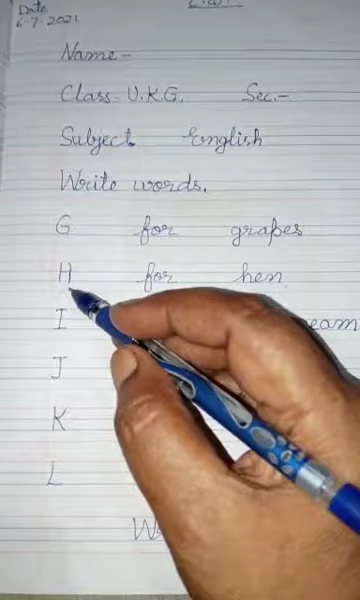 Date
6-7-2021
Name-
Class- U.K.G. Sec.-
Subject English
Write words.
G for grapes
H for hen.
I
J
K
L